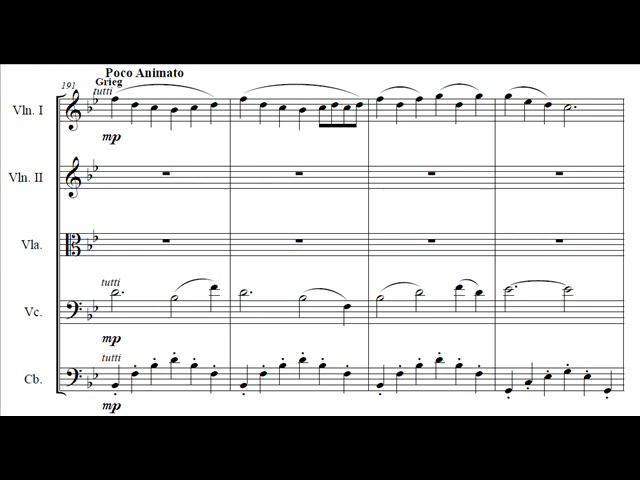 Poco Animato
Grieg
191
tutti
Vln. I
mp
Vln. II
Vla.
tutti
Vc.
mp
tutti
Cb.
mp